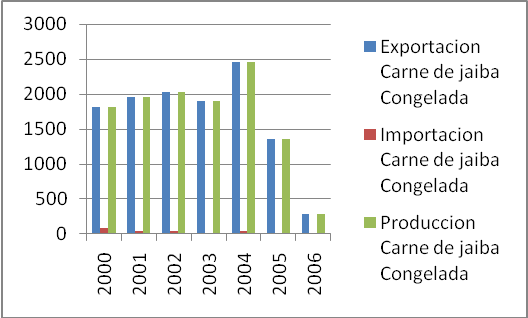 3000
2500
2000
1500
1000
500
0
2000
2001
2002
2003
2004
2005
2006
Exportacion
Carne de jaiba
Congelada
Importacion
Carne de jaiba
Congelada
Produccion
Carne de jaiba
Congelada